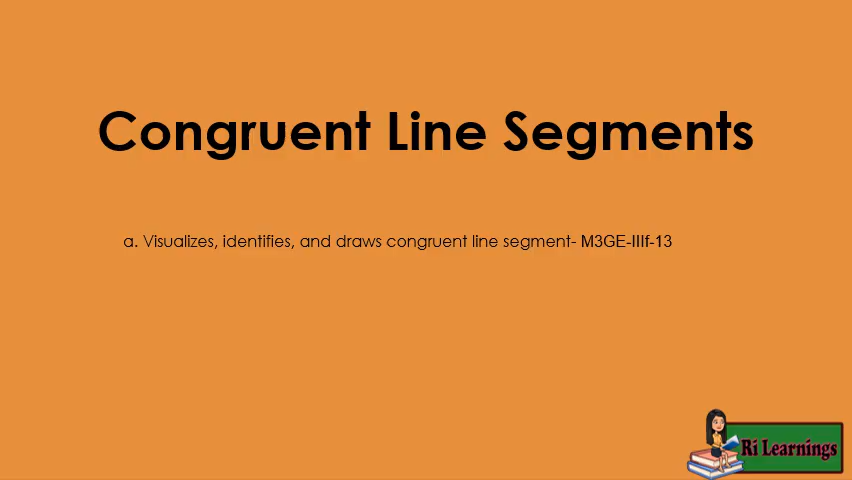 Congruent Line Segments
a. Visualizes, identifies, and draws congruent line segment- M3GE-IIIf-13
Ri Learnings